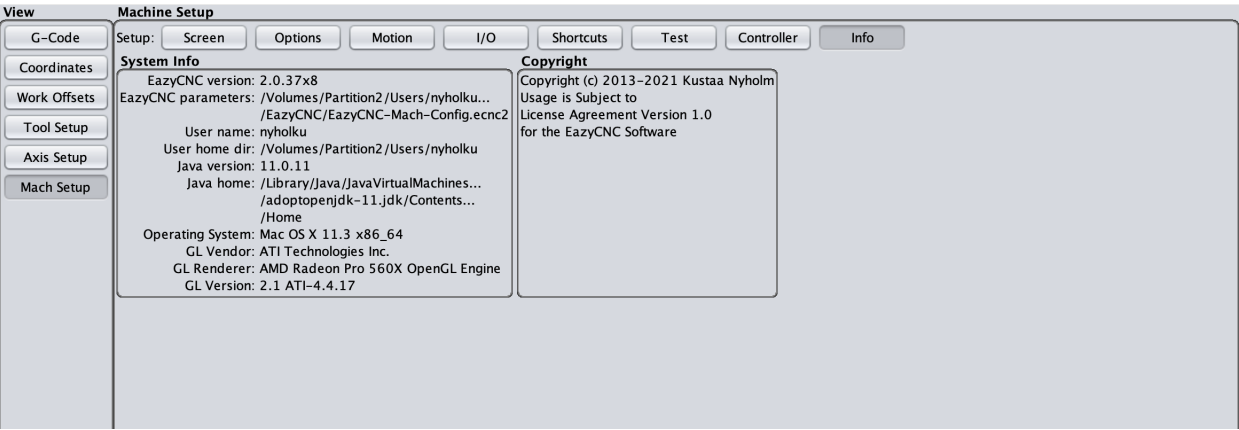 View
Machine Setup
G-Code
Setup: Screen Options Motion I/O Shortcuts Test Controller Info
Coordinates
Work Offsets
Tool Setup
Axis Setup
Mach Setup
System Info
EazyCNC version: 2.0.37x8
EazyCNC parameters: /Volumes/Partition2/Users/nyholku...
/EazyCNC/EazyCNC-Mach-Config.ecnc2
User name: nyholku
User home dir: /Volumes/Partition2/Users/nyholku
Java version: 11.0.11
Java home: /Library/Java/JavaVirtualMachines...
/adoptopenjdk-11.jdk/Contents...
/Home
Operating System: Mac OS X 11.3 x86_64
GL Vendor: ATI Technologies Inc.
GL Renderer: AMD Radeon Pro 560X OpenGL Engine
GL Version: 2.1 ATI-4.4.17
Copyright
Copyright (c) 2013-2021 Kustaa Nyholm
Usage is Subject to
License Agreement Version 1.0
for the EazyCNC Software